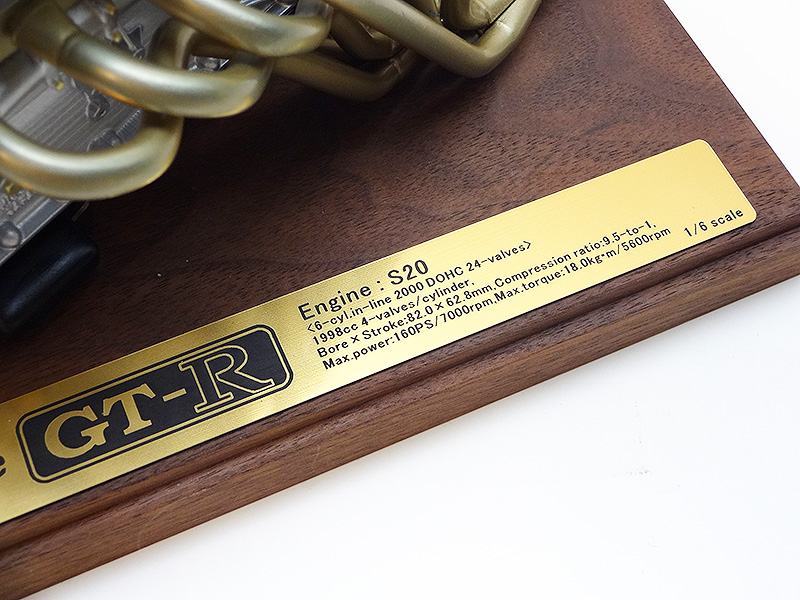 e GT-R
Engine : S20
<6-cyl.in-line 2000 DOHC 24-valves>
1998cc 4-valves/cylinder.
Bore×Stroke:82.0×62.8mm.Compression ratio:9.5-to-1.
Max.power:160PS/7000rpm.Max.torque:18.0kg·m/5600rpm
1/6 scale